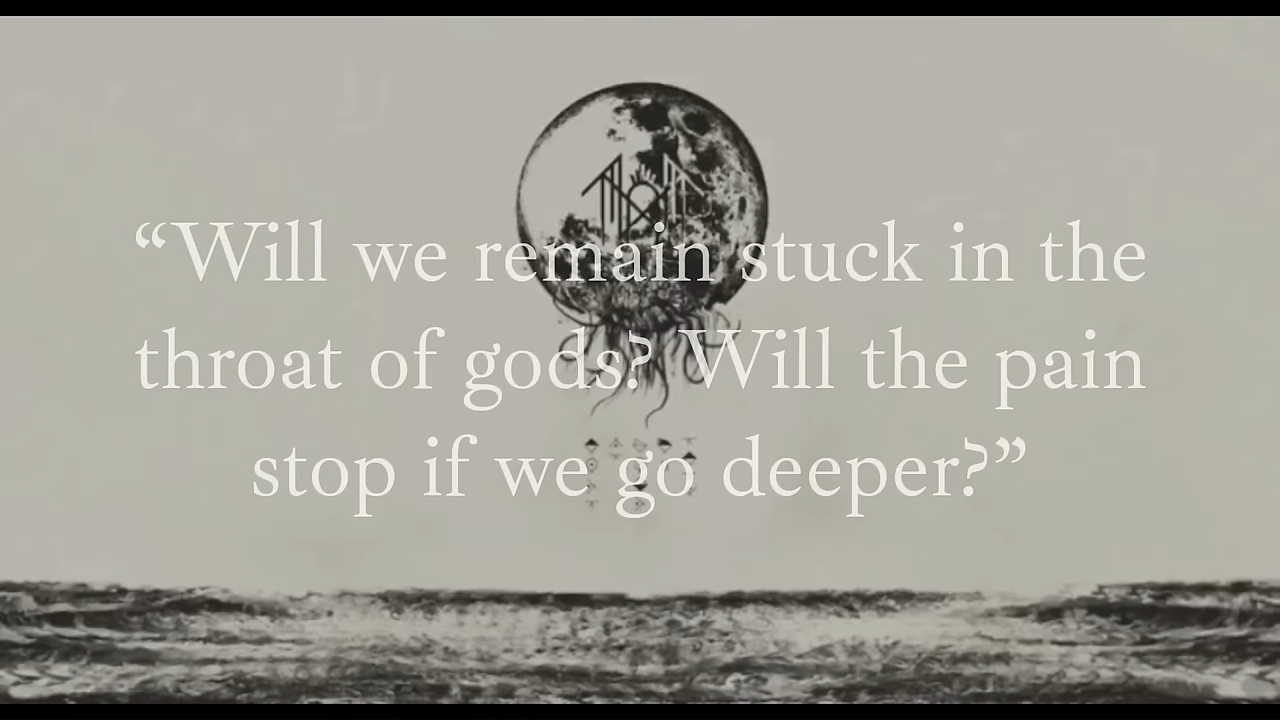 “Will we remain stuck in the
throat of gods? Will the pain
stop if we go deeper?”